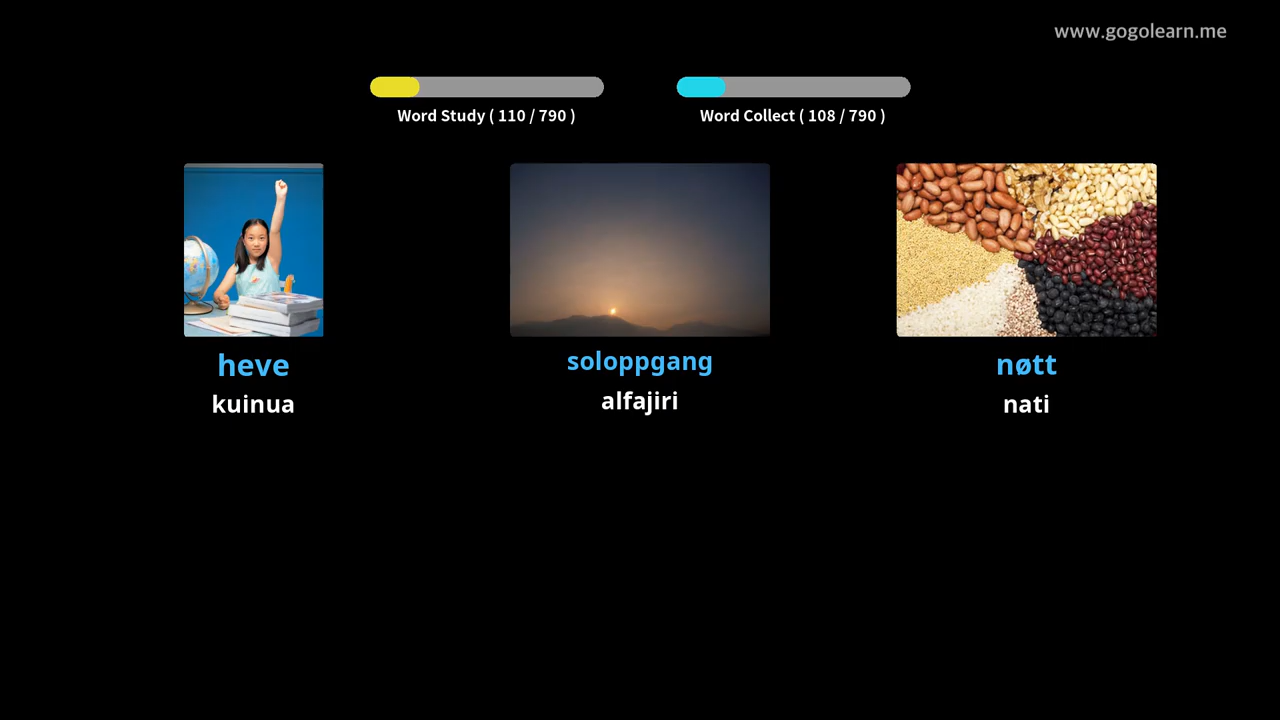 www.gogolearn.me
Word Study ( 110 / 790 )
Word Collect ( 108 / 790 )
heve
soloppgang
nøtt
kuinua
alfajiri
nati